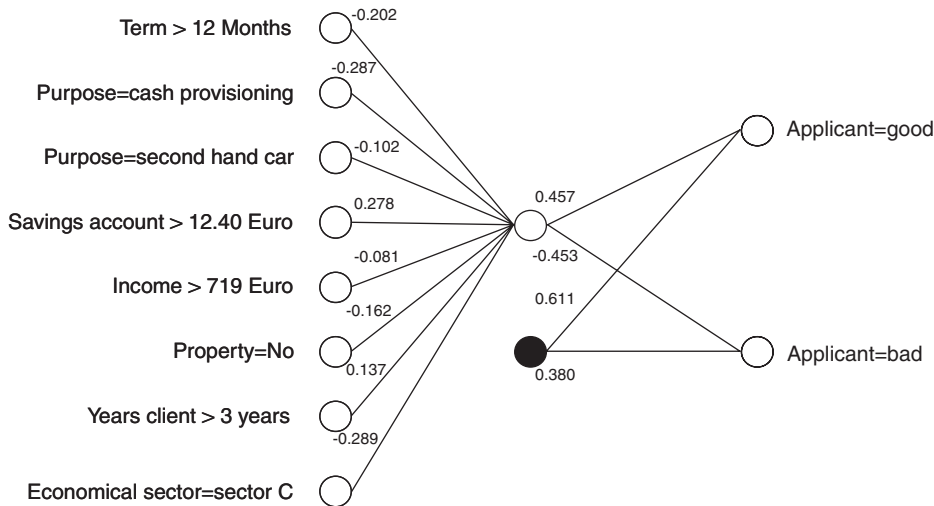 Term > 12 Months
-0.202
Purpose=cash provisioning
-0.287
Purpose=second hand car
-0.102
Savings account > 12.40 Euro
0.278
Income > 719 Euro
-0.081
Property=No
-0.162
Years client > 3 years
0.137
Economical sector=sector C
-0.289
0.457
-0.453
0.611
0.380
Applicant=good
Applicant=bad